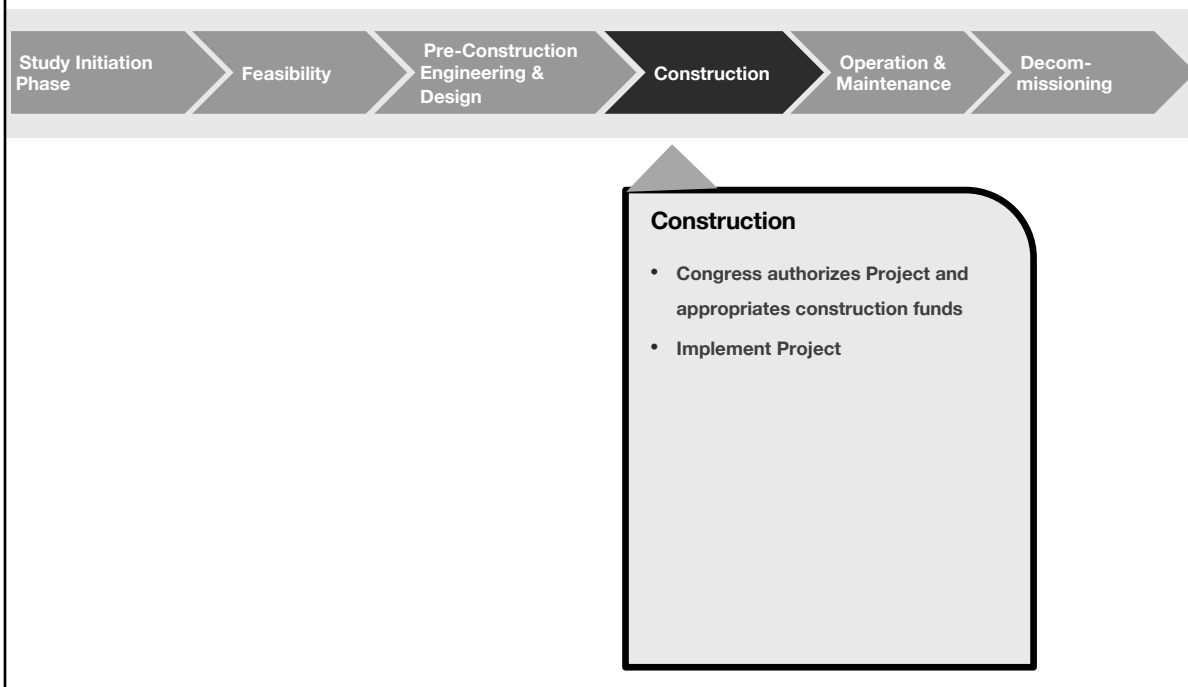 Study Initiation
Phase
Feasibility
Pre-Construction
Engineering &
Design
Construction
Operation &
Maintenance
Decom-
missioning
Construction
• Congress authorizes Project and
appropriates construction funds
• Implement Project